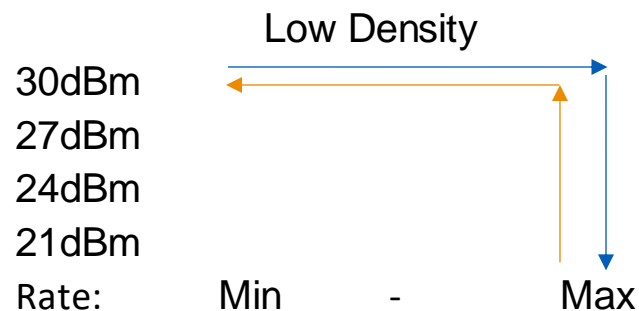 Low Density
30dBm
27dBm
24dBm
21dBm
Rate: Min - Max